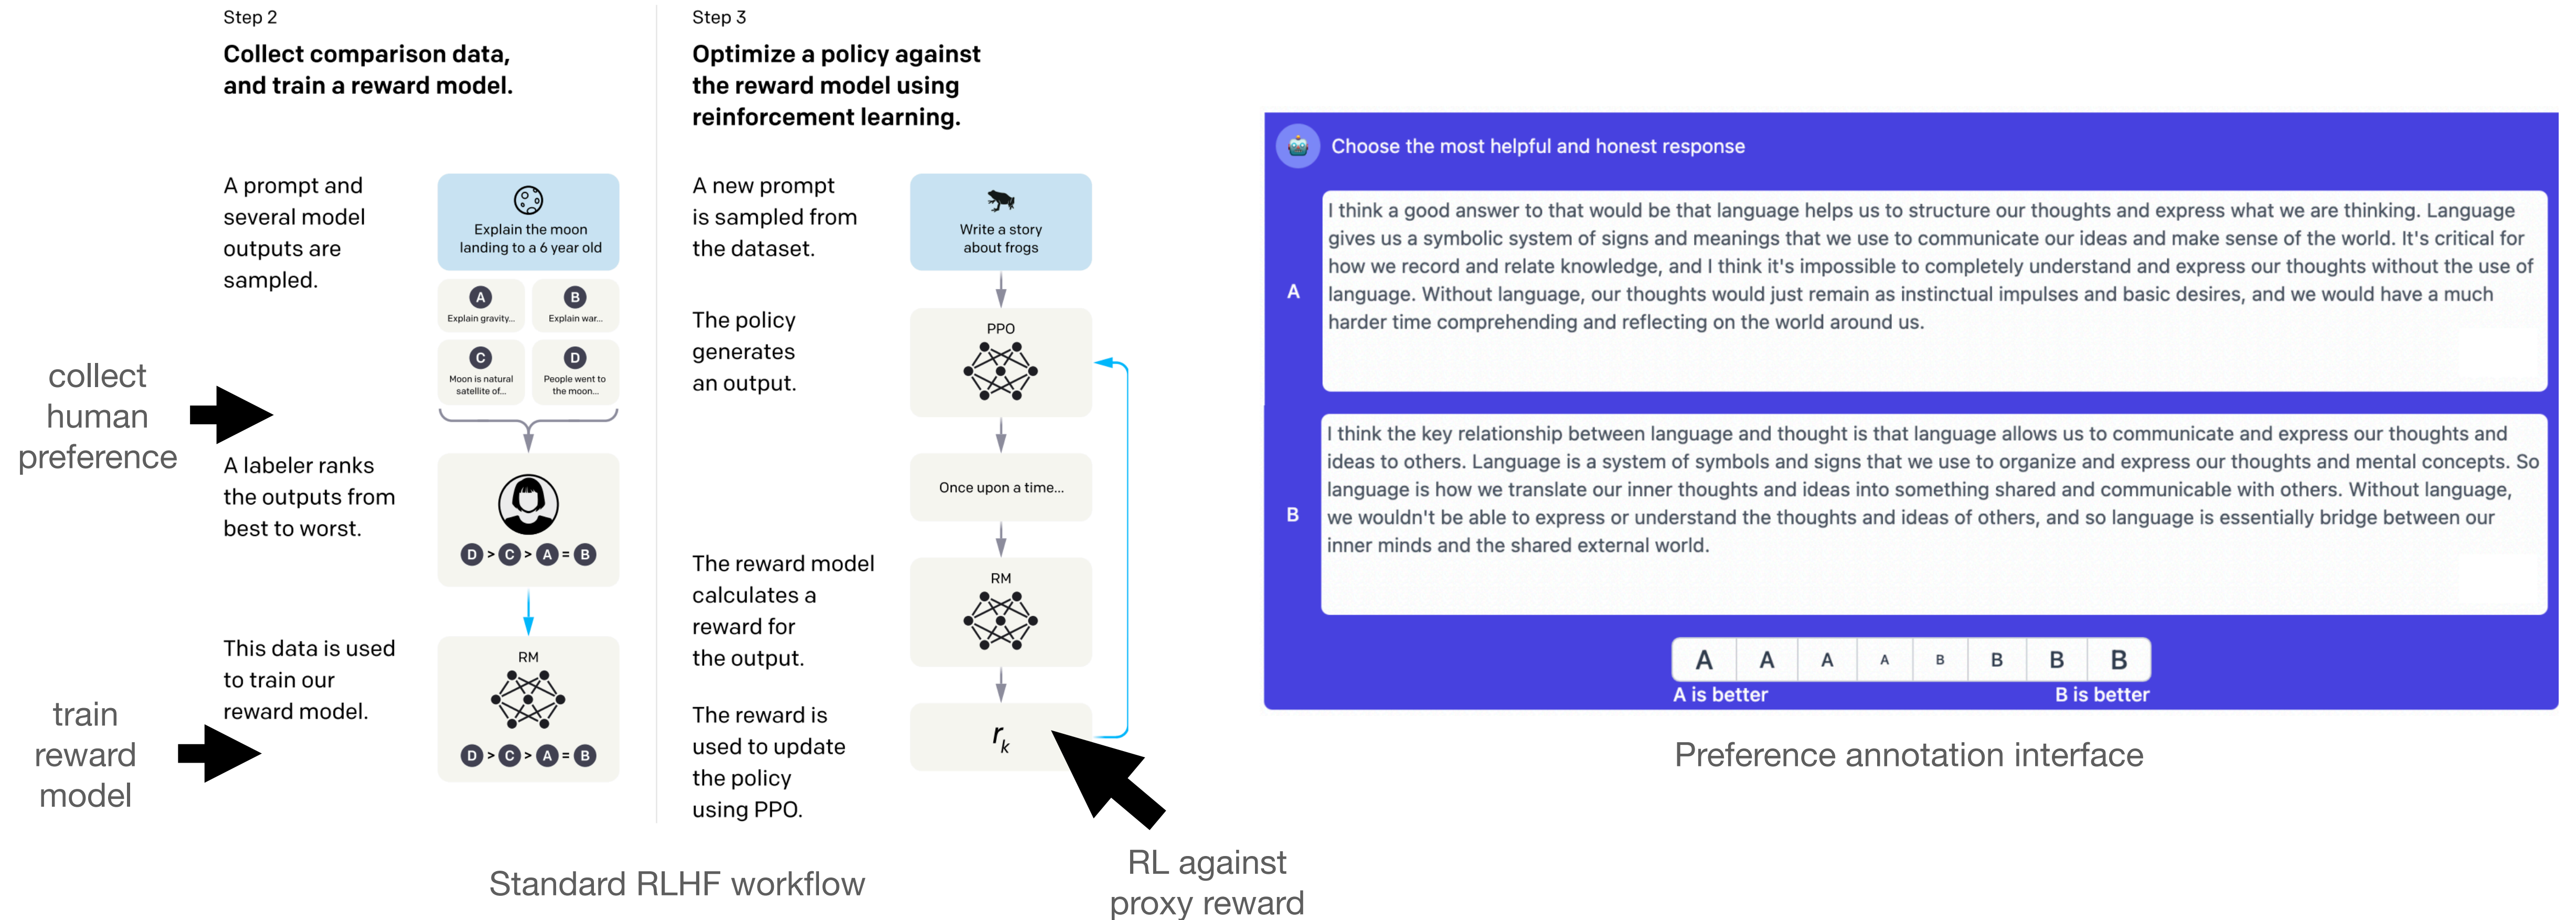 Step 2
Collect comparison data,
and train a reward model.
A prompt and
several model
outputs are
sampled.
Explain the moon
landing to a 6 year old
A
Explain gravity...
B
Explain war...
C
Moon is natural
satellite of...
D
People went to
the moon...
collect
human
preference
A labeler ranks
the outputs from
best to worst.
D > C > A = B
This data is used
to train our
reward model.
RM
D > C > A = B
train
reward
model
Step 3
Optimize a policy against
the reward model using
reinforcement learning.
A new prompt
is sampled from
the dataset.
Write a story
about frogs
The policy
generates
an output.
PPO
Once upon a time...
The reward model
calculates a
reward for
the output.
RM
The reward is
used to update
the policy
using PPO.
rk
RL against
proxy reward
Standard RLHF workflow
Choose the most helpful and honest response
A
I think a good answer to that would be that language helps us to structure our thoughts and express what we are thinking. Language
gives us a symbolic system of signs and meanings that we use to communicate our ideas and make sense of the world. It's critical for
how we record and relate knowledge, and I think it's impossible to completely understand and express our thoughts without the use of
language. Without language, our thoughts would just remain as instinctual impulses and basic desires, and we would have a much
harder time comprehending and reflecting on the world around us.
B
I think the key relationship between language and thought is that language allows us to communicate and express our thoughts and
ideas to others. Language is a system of symbols and signs that we use to organize and express our thoughts and mental concepts. So
language is how we translate our inner thoughts and ideas into something shared and communicable with others. Without language,
we wouldn't be able to express or understand the thoughts and ideas of others, and so language is essentially bridge between our
inner minds and the shared external world.
A A A A B B B B
A is better B is better
Preference annotation interface